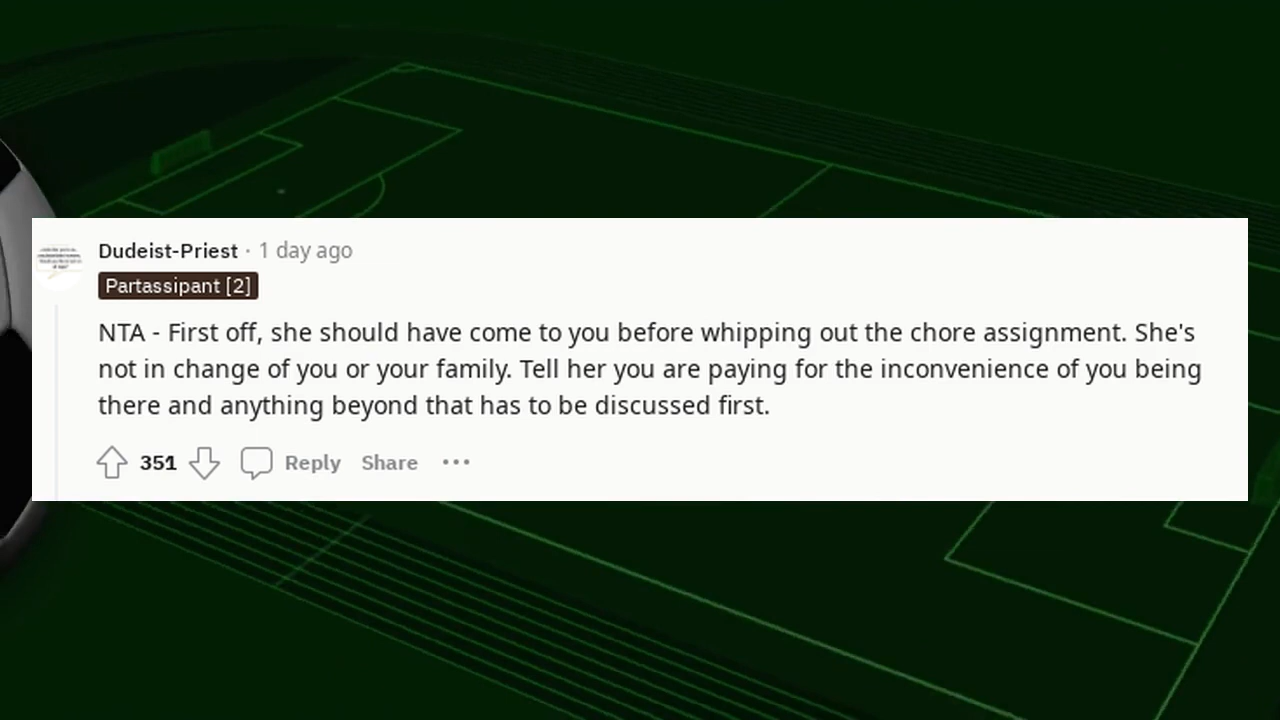 Dudeist-Priest · 1 day ago
Partassipant [2]
NTA - First off, she should have come to you before whipping out the chore assignment. She's
not in change of you or your family. Tell her you are paying for the inconvenience of you being
there and anything beyond that has to be discussed first.
351 Reply Share ···